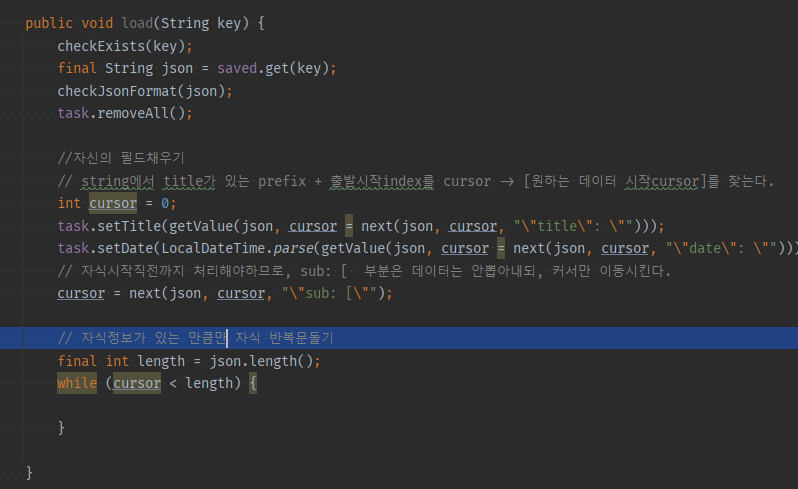 public void load(String key) {
checkExists(key);
final String json = saved.get(key);
checkJsonFormat(json);
task.removeAll();
//자신의 필드채우기
// string에서 title가 있는 prefix + 출발시작index를 cursor -> [원하는 데이터 시작cursor]를 찾는다.
int cursor = 0;
task.setTitle(getValue(json, cursor = next(json, cursor, "\"title\": \"")));
task.setDate(LocalDateTime.parse(getValue(json, cursor = next(json, cursor, "\"date\": \"")))
// 자식시작직전까지 처리해야하므로, sub: [ 부분은 데이터는 안뽑아내되, 커서만 이동시킨다.
cursor = next(json, cursor, "\"sub: [\"");
// 자식정보가 있는 만큼만 자식 반복문돌기
final int length = json.length();
while (cursor < length) {
}
}